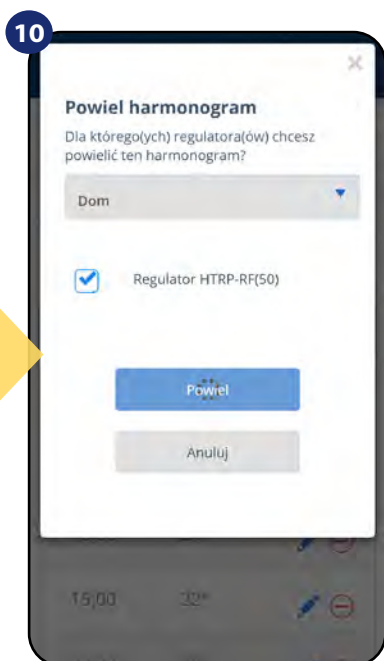 10
Powiel harmonogram
Dla którego(ych) regulatora(ów) chcesz
powielić ten harmonogram?
Dom
Regulator HTRP-RF(50)
Powiel
Anuluj
15,00 32°